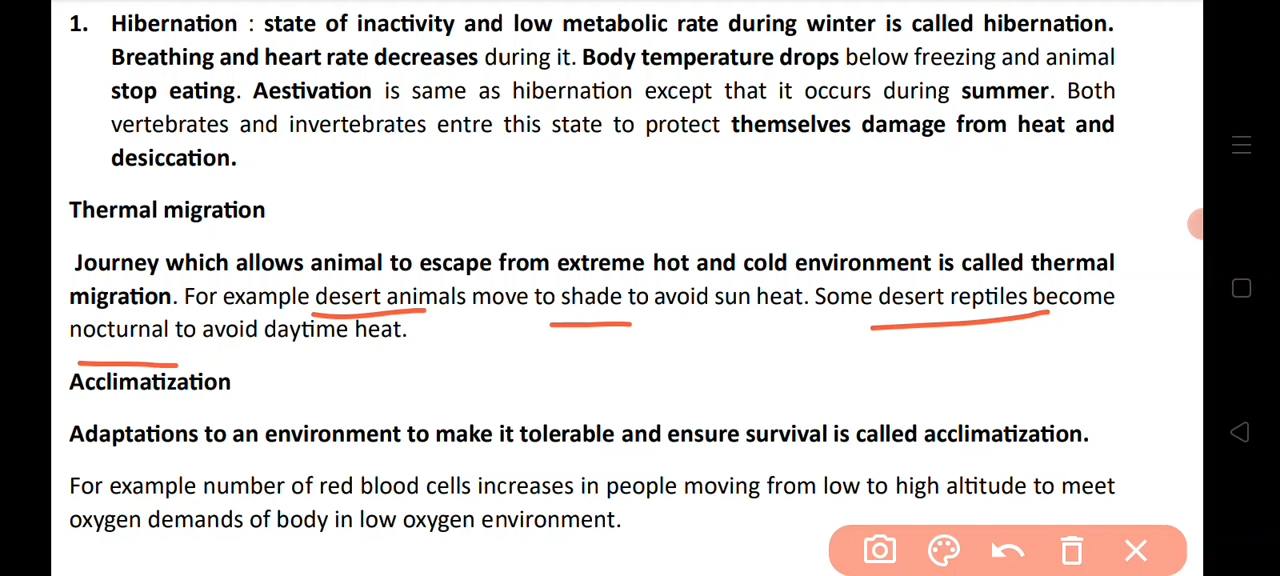 1. Hibernation : state of inactivity and low metabolic rate during winter is called hibernation.
Breathing and heart rate decreases during it. Body temperature drops below freezing and animal
stop eating. Aestivation is same as hibernation except that it occurs during summer. Both
vertebrates and invertebrates entre this state to protect themselves damage from heat and
desiccation.
Thermal migration
Journey which allows animal to escape from extreme hot and cold environment is called thermal
migration. For example desert animals move to shade to avoid sun heat. Some desert reptiles become
nocturnal to avoid daytime heat.
Acclimatization
Adaptations to an environment to make it tolerable and ensure survival is called acclimatization.
For example number of red blood cells increases in people moving from low to high altitude to meet
oxygen demands of body in low oxygen environment.